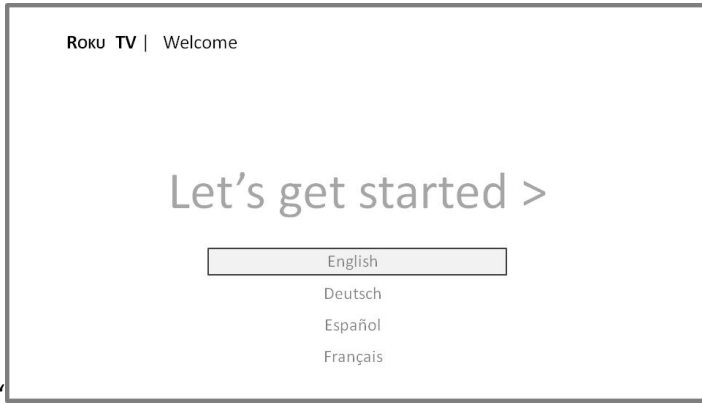 Roku TV | Welcome
Let's get started >
English
Deutsch
Español
Français